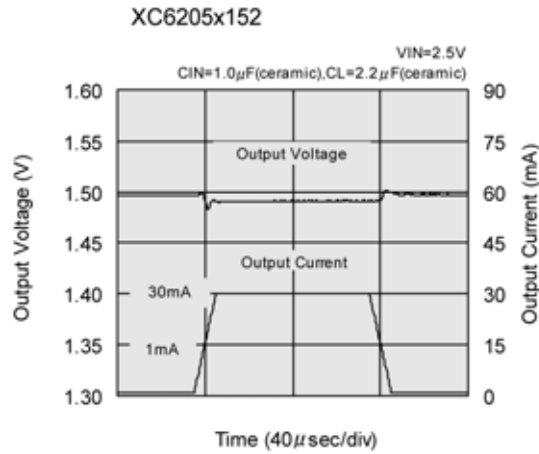 XC6205x152
VIN=2.5V
CIN=1.0μF(ceramic),CL=2.2μF(ceramic)
Output Voltage (V)
1.60
1.55
1.50
1.45
1.40
1.35
1.30
Output Voltage
Output Current
30mA
1mA
90
75
60
45
30
15
0
Output Current (mA)
Time (40μsec/div)